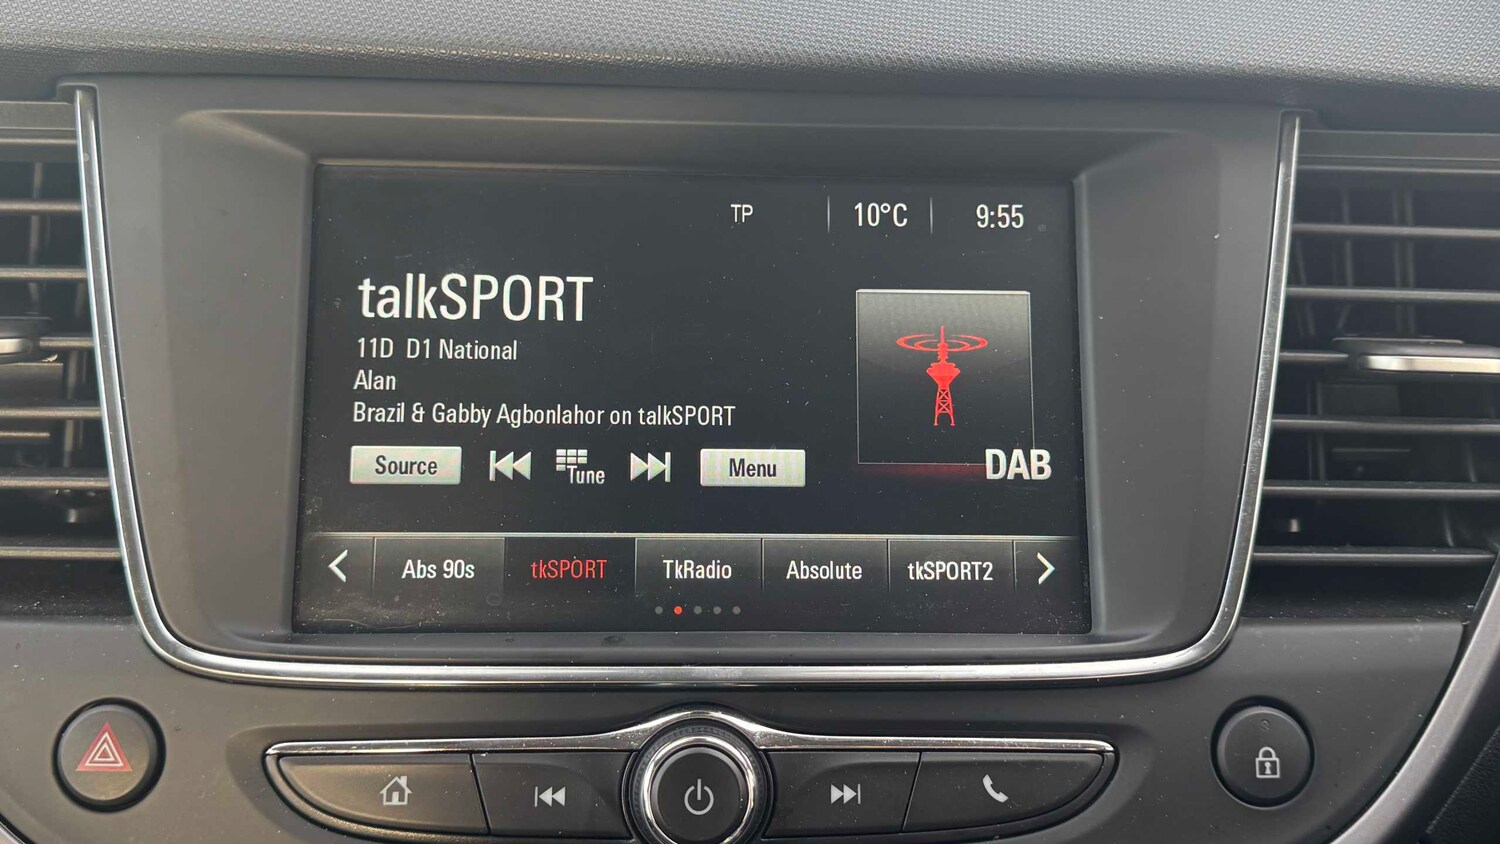 TP 10°C 9:55
talkSPORT
11D D1 National
Alan
Brazil & Gabby Agbonlahor on talkSPORT
Source Tune Menu
DAB
Abs 90s tkSPORT TkRadio Absolute tkSPORT2